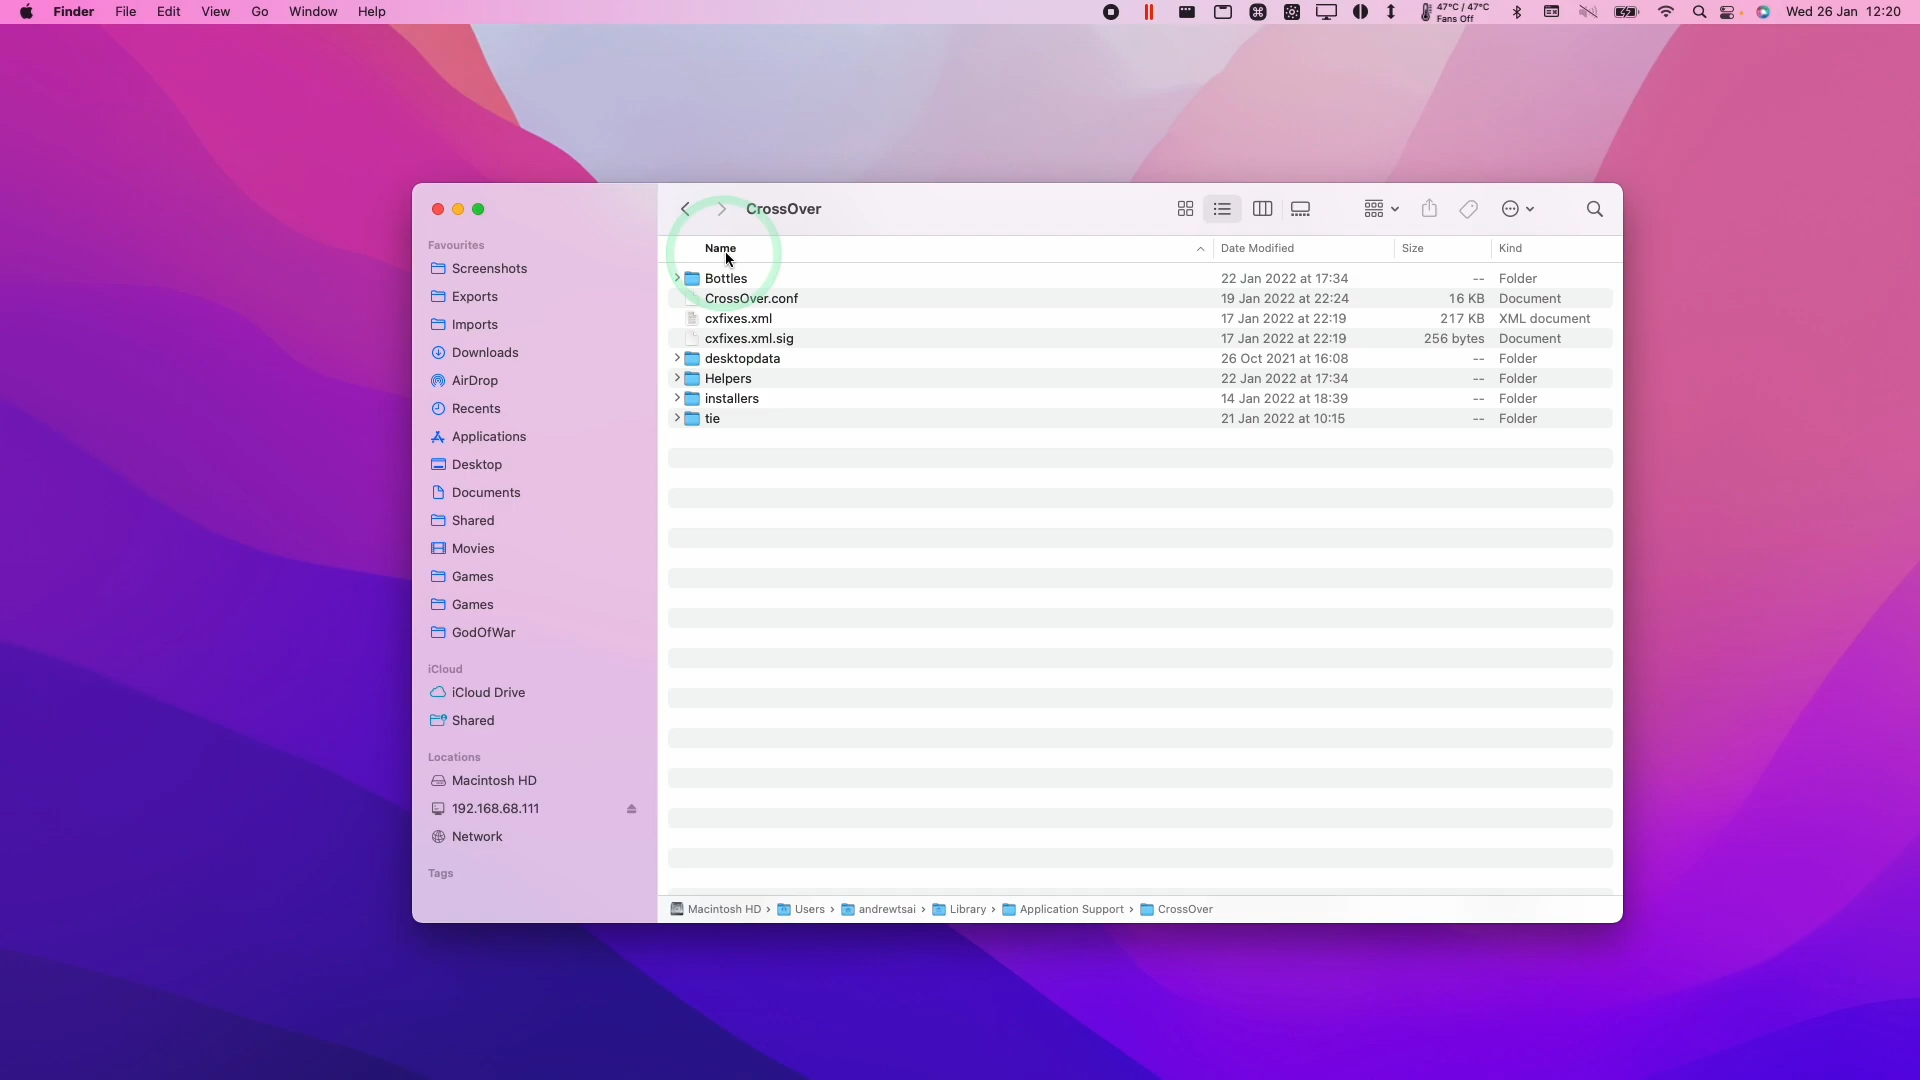 Finder File Edit View Go Window Help
47°C / 47°C
Fans Off
Wed 26 Jan 12:20
CrossOver
Favourites
Screenshots
Exports
Imports
Downloads
AirDrop
Recents
Applications
Desktop
Documents
Shared
Movies
Games
Games
GodOfWar
iCloud
iCloud Drive
Shared
Locations
Macintosh HD
192.168.68.111
Network
Tags
Name Date Modified Size Kind
Bottles 22 Jan 2022 at 17:34 -- Folder
CrossOver.conf 19 Jan 2022 at 22:24 16 KB Document
cxfixes.xml 17 Jan 2022 at 22:19 217 KB XML document
cxfixes.xml.sig 17 Jan 2022 at 22:19 256 bytes Document
desktopdata 26 Oct 2021 at 16:08 -- Folder
Helpers 22 Jan 2022 at 17:34 -- Folder
installers 14 Jan 2022 at 18:39 -- Folder
tie 21 Jan 2022 at 10:15 -- Folder
Macintosh HD › Users › andrewtsai › Library › Application Support › CrossOver